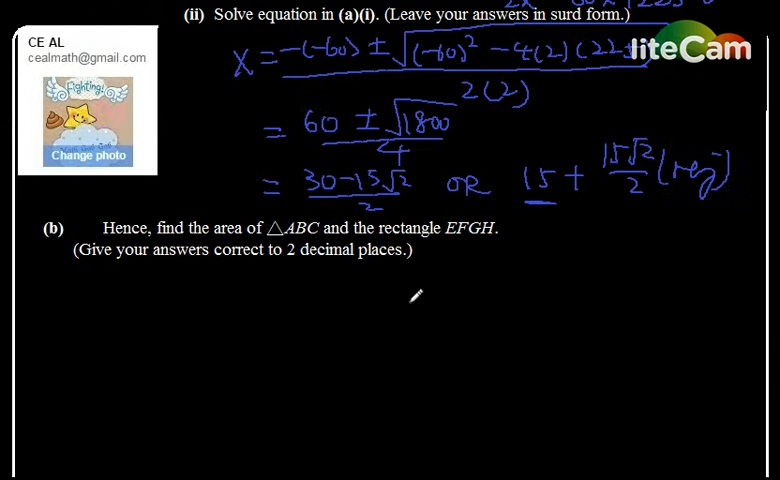 (ii) Solve equation in (a)(i). (Leave your answers in surd form.)
CE AL
cealmath@gmail.com
Fighting!
Change photo
liteCam
X = −(−60) ± √(−60)² − 4(2)(225
2(2)
= 60 ± √1800
4
= 30 − 15√2 OR 15 + 15√2 (rej)
2 2
(b) Hence, find the area of △ABC and the rectangle EFGH.
(Give your answers correct to 2 decimal places.)